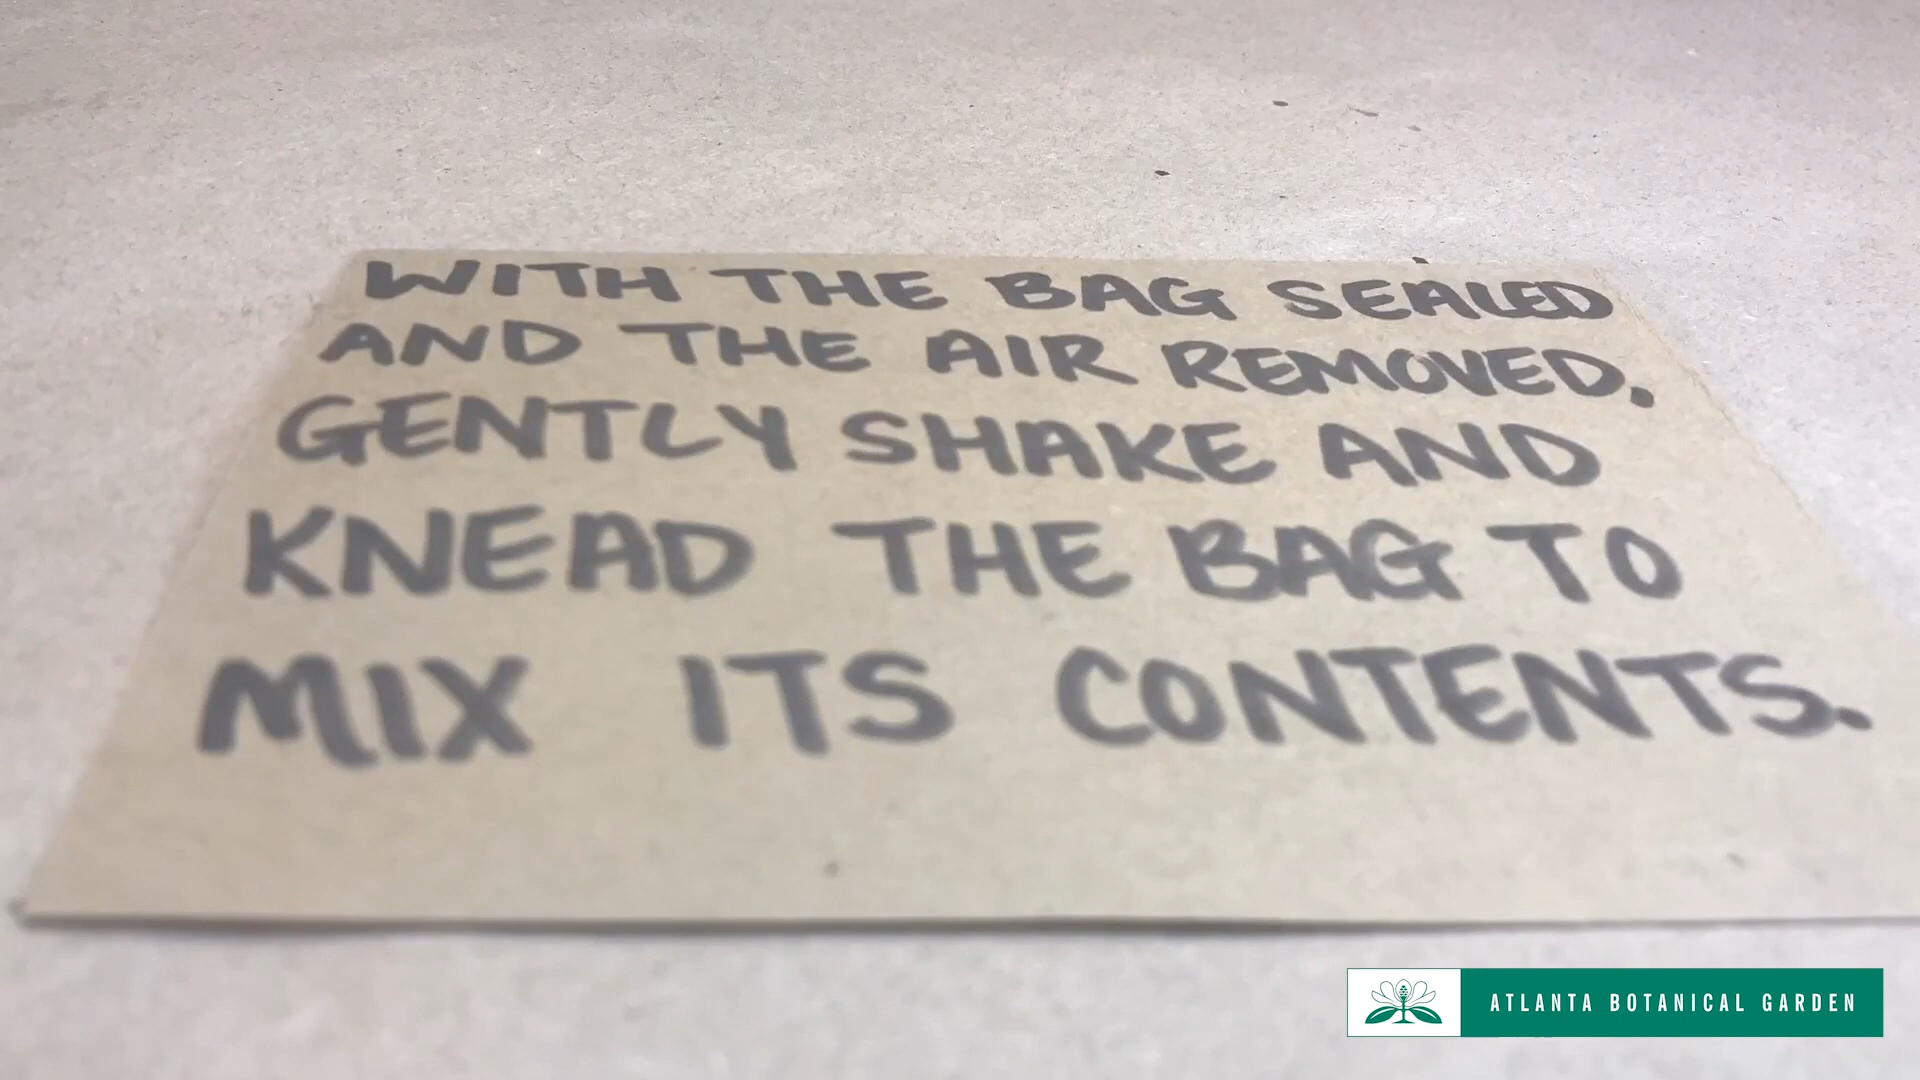 WITH THE BAG SEALED
AND THE AIR REMOVED,
GENTLY SHAKE AND
KNEAD THE BAG TO
MIX ITS CONTENTS.
ATLANTA BOTANICAL GARDEN